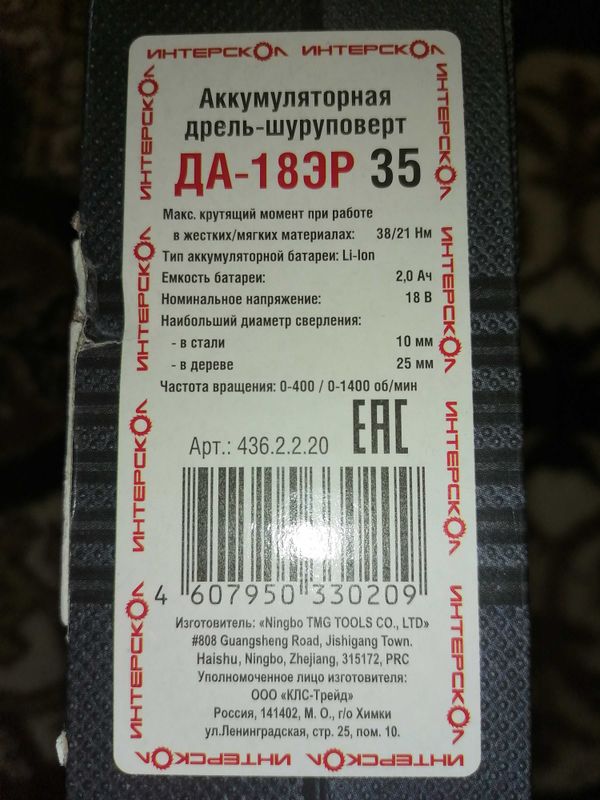 ИНТЕРСКОЛ ИНТЕРСКОЛ
ИНТЕРСКОЛ
ИНТЕРСКОЛ
ИНТЕРСКОЛ
ИНТЕРСКОЛ
Аккумуляторная
дрель-шуруповерт
ДА-18ЭР 35
Макс. крутящий момент при работе
в жестких/мягких материалах: 38/21 Нм
Тип аккумуляторной батареи: Li-Ion
Емкость батареи: 2,0 Ач
Номинальное напряжение: 18 В
Наибольший диаметр сверления:
- в стали 10 мм
- в дереве 25 мм
Частота вращения: 0-400 / 0-1400 об/мин
Арт.: 436.2.2.20 EAC
4 607950 330209
Изготовитель: «Ningbo TMG TOOLS CO., LTD»
#808 Guangsheng Road, Jishigang Town.
Haishu, Ningbo, Zhejiang, 315172, PRC
Уполномоченное лицо изготовителя:
ООО «КЛС-Трейд»
Россия, 141402, М. О., г/о Химки
ул.Ленинградская, стр. 25, пом. 10.
ИНТЕРСКОЛ
ИНТЕРСКОЛ
ИНТЕРСКОЛ
ИНТЕРСКОЛ
ИНТЕРСКОЛ ИНТЕРСКОЛ